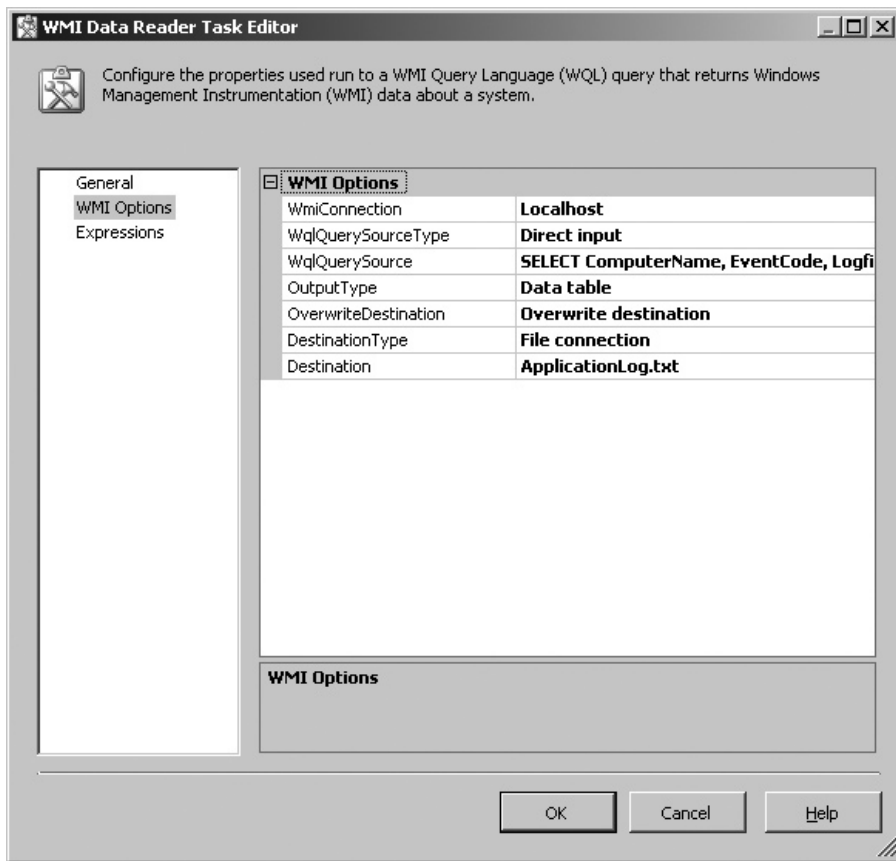 WMI Data Reader Task Editor
Configure the properties used run to a WMI Query Language (WQL) query that returns Windows
Management Instrumentation (WMI) data about a system.
General
WMI Options
Expressions
WMI Options
WmiConnection Localhost
WqlQuerySourceType Direct input
WqlQuerySource SELECT ComputerName, EventCode, Logfi
OutputType Data table
OverwriteDestination Overwrite destination
DestinationType File connection
Destination ApplicationLog.txt
WMI Options
OK Cancel Help